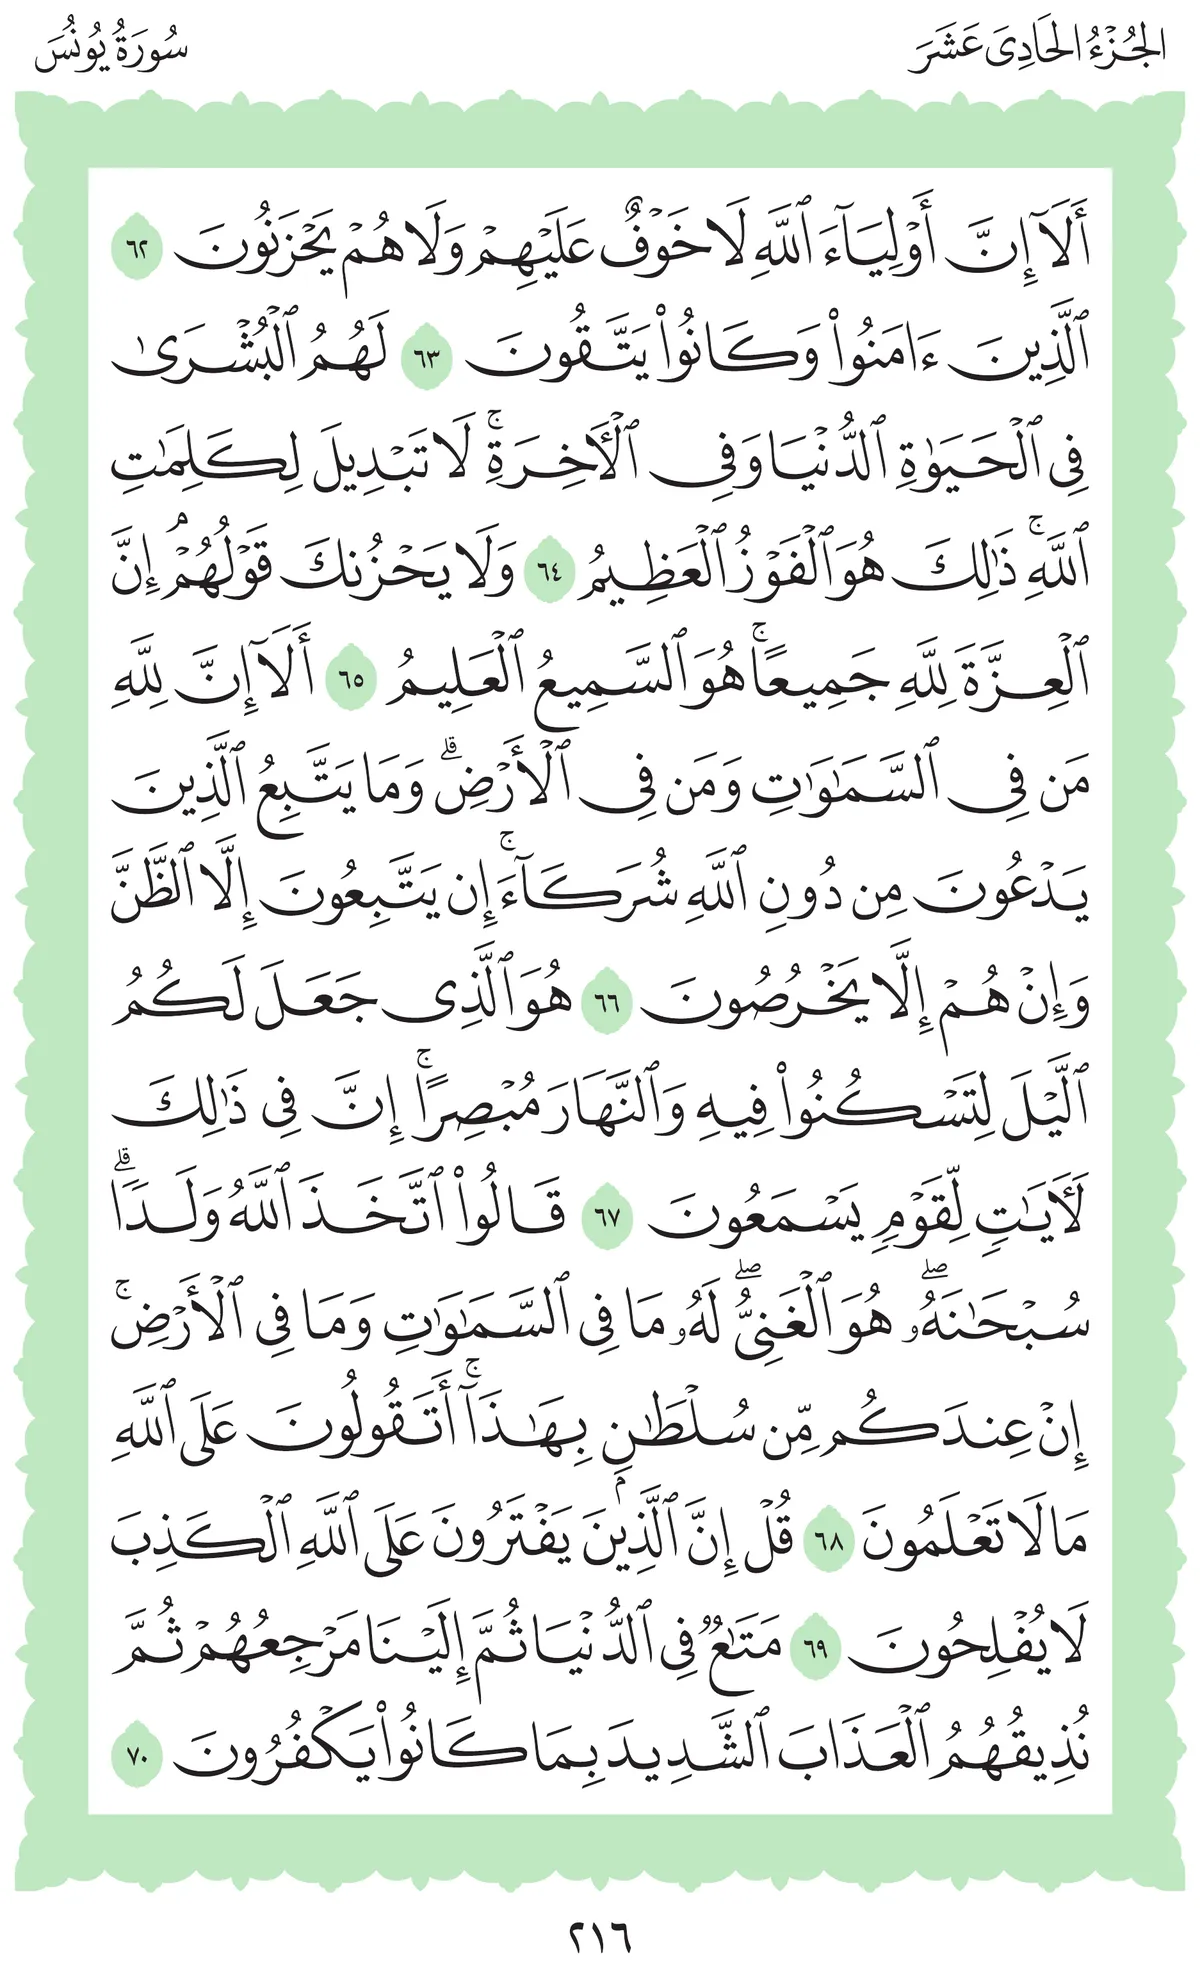 الجُزْءُ الحَادِىَ عَشَرَ
سُورَةُ يُونُسَ
أَلَآ إِنَّ أَوْلِيَآءَ ٱللَّهِ لَا خَوْفٌ عَلَيْهِمْ وَلَا هُمْ يَحْزَنُونَ ٦٢
ٱلَّذِينَ ءَامَنُوا۟ وَكَانُوا۟ يَتَّقُونَ ٦٣ لَهُمُ ٱلْبُشْرَىٰ
فِى ٱلْحَيَوٰةِ ٱلدُّنْيَا وَفِى ٱلْـَٔاخِرَةِ ۚ لَا تَبْدِيلَ لِكَلِمَـٰتِ
ٱللَّهِ ۚ ذَٰلِكَ هُوَ ٱلْفَوْزُ ٱلْعَظِيمُ ٦٤ وَلَا يَحْزُنكَ قَوْلُهُمْ ۘ إِنَّ
ٱلْعِزَّةَ لِلَّهِ جَمِيعًا ۚ هُوَ ٱلسَّمِيعُ ٱلْعَلِيمُ ٦٥ أَلَآ إِنَّ لِلَّهِ
مَن فِى ٱلسَّمَـٰوَٰتِ وَمَن فِى ٱلْأَرْضِ ۗ وَمَا يَتَّبِعُ ٱلَّذِينَ
يَدْعُونَ مِن دُونِ ٱللَّهِ شُرَكَآءَ ۚ إِن يَتَّبِعُونَ إِلَّا ٱلظَّنَّ
وَإِنْ هُمْ إِلَّا يَخْرُصُونَ ٦٦ هُوَ ٱلَّذِى جَعَلَ لَكُمُ
ٱلَّيْلَ لِتَسْكُنُوا۟ فِيهِ وَٱلنَّهَارَ مُبْصِرًا ۚ إِنَّ فِى ذَٰلِكَ
لَـَٔايَـٰتٍ لِّقَوْمٍ يَسْمَعُونَ ٦٧ قَالُوا۟ ٱتَّخَذَ ٱللَّهُ وَلَدًا ۗ
سُبْحَـٰنَهُۥ ۖ هُوَ ٱلْغَنِىُّ ۖ لَهُۥ مَا فِى ٱلسَّمَـٰوَٰتِ وَمَا فِى ٱلْأَرْضِ ۚ
إِنْ عِندَكُم مِّن سُلْطَـٰنٍۭ بِهَـٰذَآ ۚ أَتَقُولُونَ عَلَى ٱللَّهِ
مَا لَا تَعْلَمُونَ ٦٨ قُلْ إِنَّ ٱلَّذِينَ يَفْتَرُونَ عَلَى ٱللَّهِ ٱلْكَذِبَ
لَا يُفْلِحُونَ ٦٩ مَتَـٰعٌ فِى ٱلدُّنْيَا ثُمَّ إِلَيْنَا مَرْجِعُهُمْ ثُمَّ
نُذِيقُهُمُ ٱلْعَذَابَ ٱلشَّدِيدَ بِمَا كَانُوا۟ يَكْفُرُونَ ٧٠
٢١٦